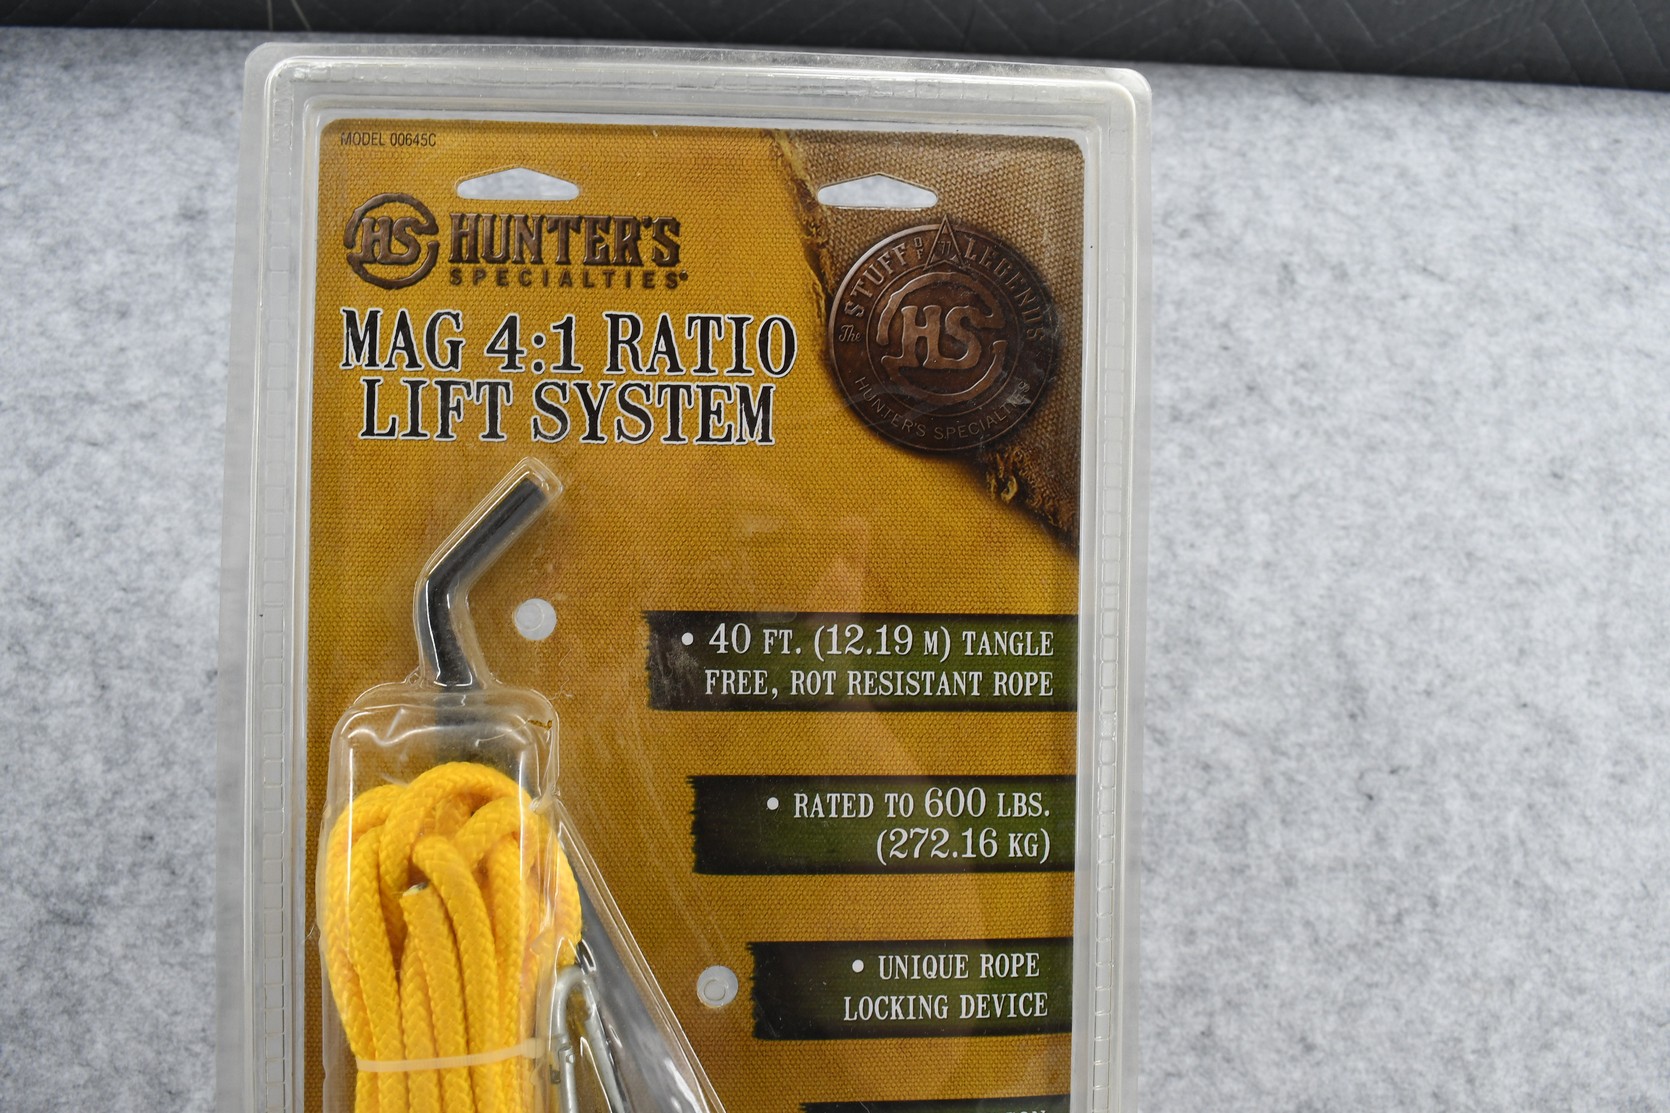 MODEL 00645C
HS HUNTER'S
SPECIALTIES®
MAG 4:1 RATIO
LIFT SYSTEM
The STUFF OF LEGENDS
77
HS
HUNTER'S SPECIALTIES
• 40 FT. (12.19 M) TANGLE
FREE, ROT RESISTANT ROPE
• RATED TO 600 LBS.
(272.16 KG)
• UNIQUE ROPE
LOCKING DEVICE